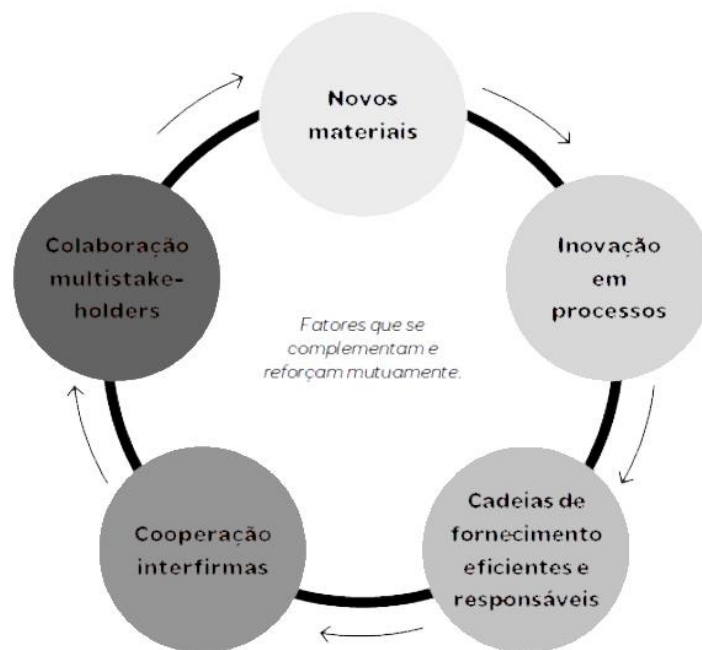 Novos
materiais
Inovação
em
processos
Cadeias de
fornecimento
eficientes e
responsáveis
Cooperação
interfirmas
Colaboração
multistake-
holders
Fatores que se
complementam e
reforçam mutuamente.